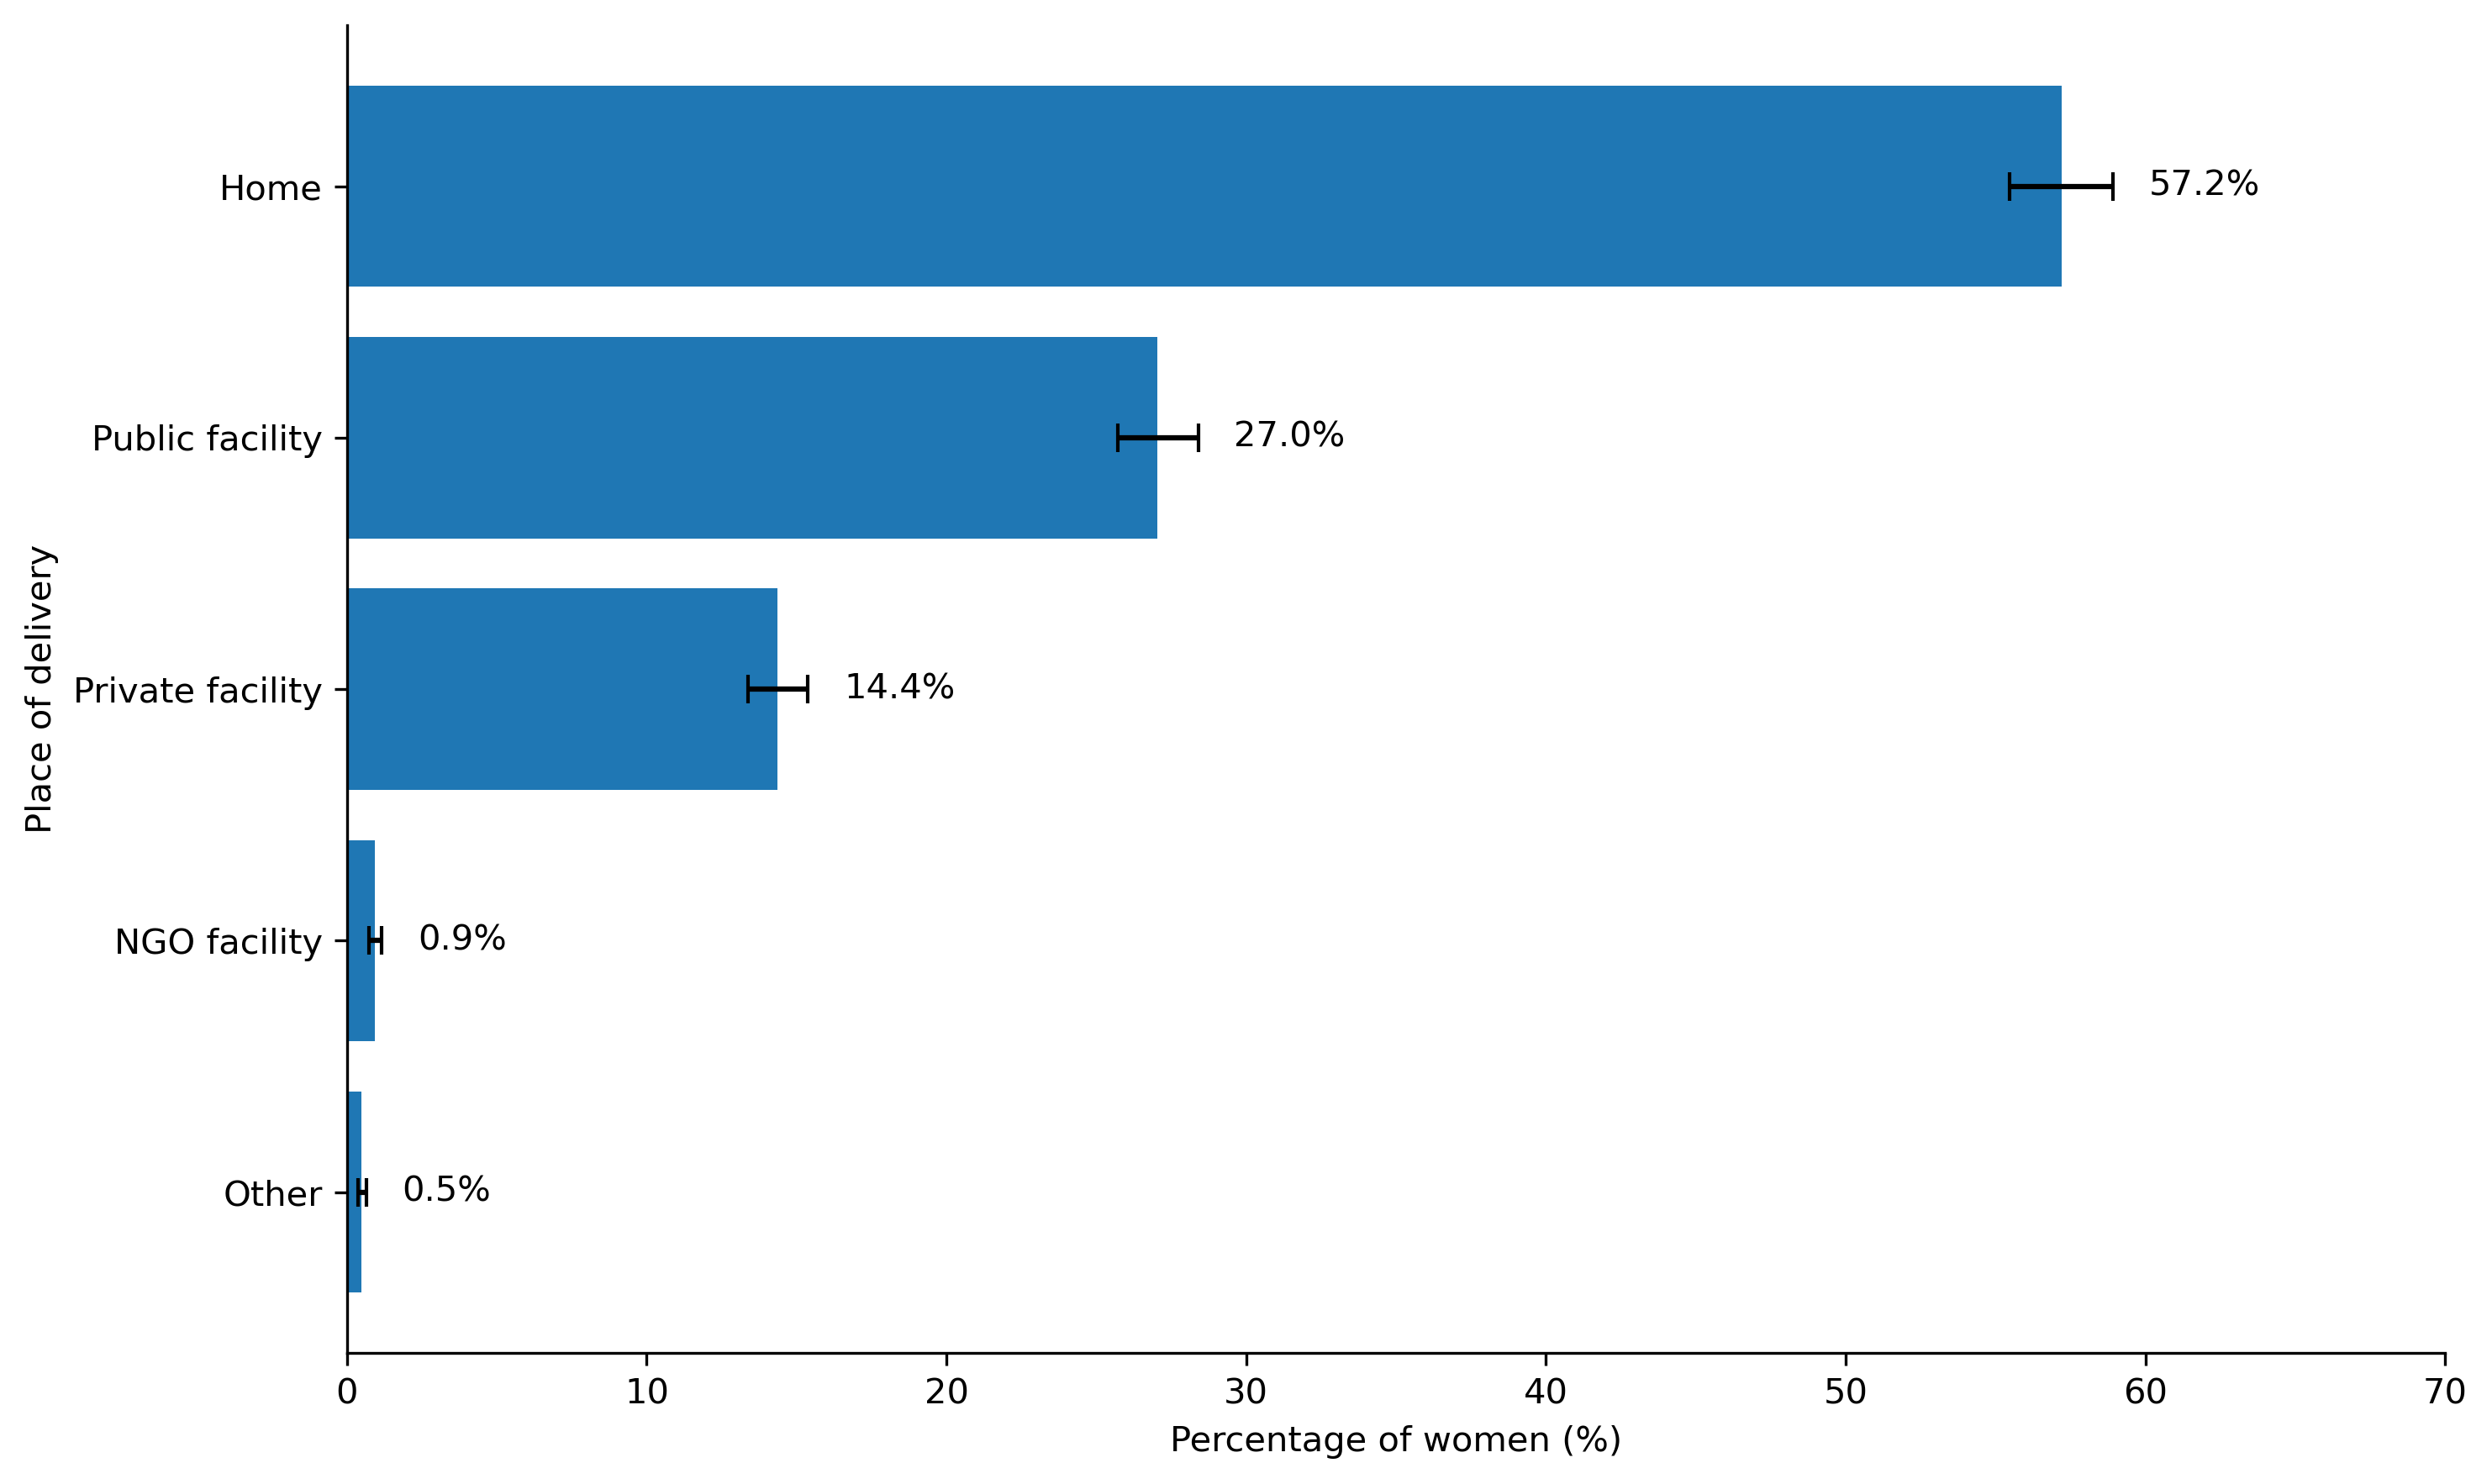 Place of delivery
Home
57.2%
Public facility
27.0%
Private facility
14.4%
NGO facility
0.9%
Other
0.5%
0 10 20 30 40 50 60 70
Percentage of women (%)